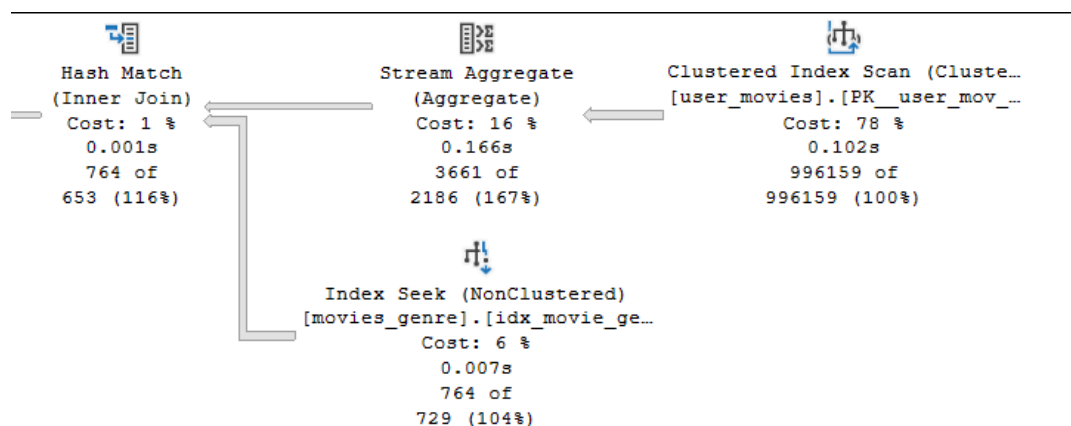 Hash Match
(Inner Join)
Cost: 1 %
0.001s
764 of
653 (116%)
Stream Aggregate
(Aggregate)
Cost: 16 %
0.166s
3661 of
2186 (167%)
Clustered Index Scan (Cluste…
[user_movies].[PK__user_mov_…
Cost: 78 %
0.102s
996159 of
996159 (100%)
Index Seek (NonClustered)
[movies_genre].[idx_movie_ge…
Cost: 6 %
0.007s
764 of
729 (104%)